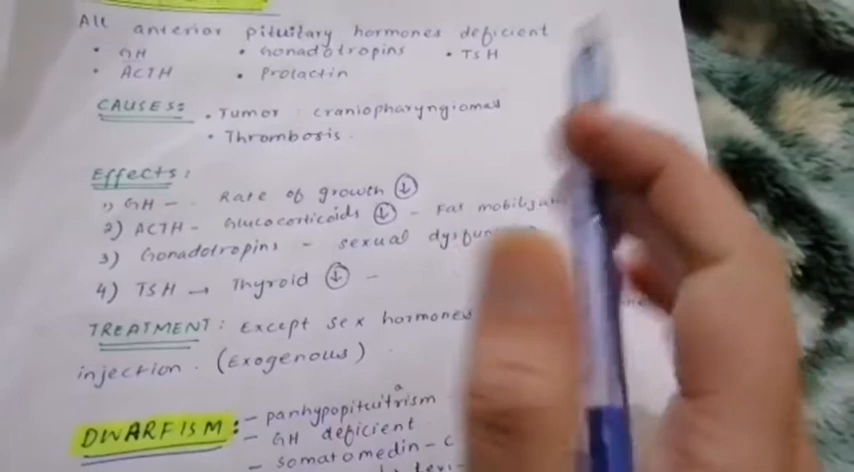 All anterior pituitary hormones deficient
• GH • Gonadotropins • TSH
• ACTH • Prolactin
CAUSES: • Tumor : craniopharyngiomas
• Thrombosis.
Effects:
1) GH - Rate of growth ↓
2) ACTH - Glucocorticoids ↓ - Fat
3) Gonadotropins - sexual
4) TSH → Thyroid ↓ -
TREATMENT: Except sex hormones
injection. (Exogenous)
DWARFISM: - panhypopituitarism
- GH deficient
- somatomedin - C